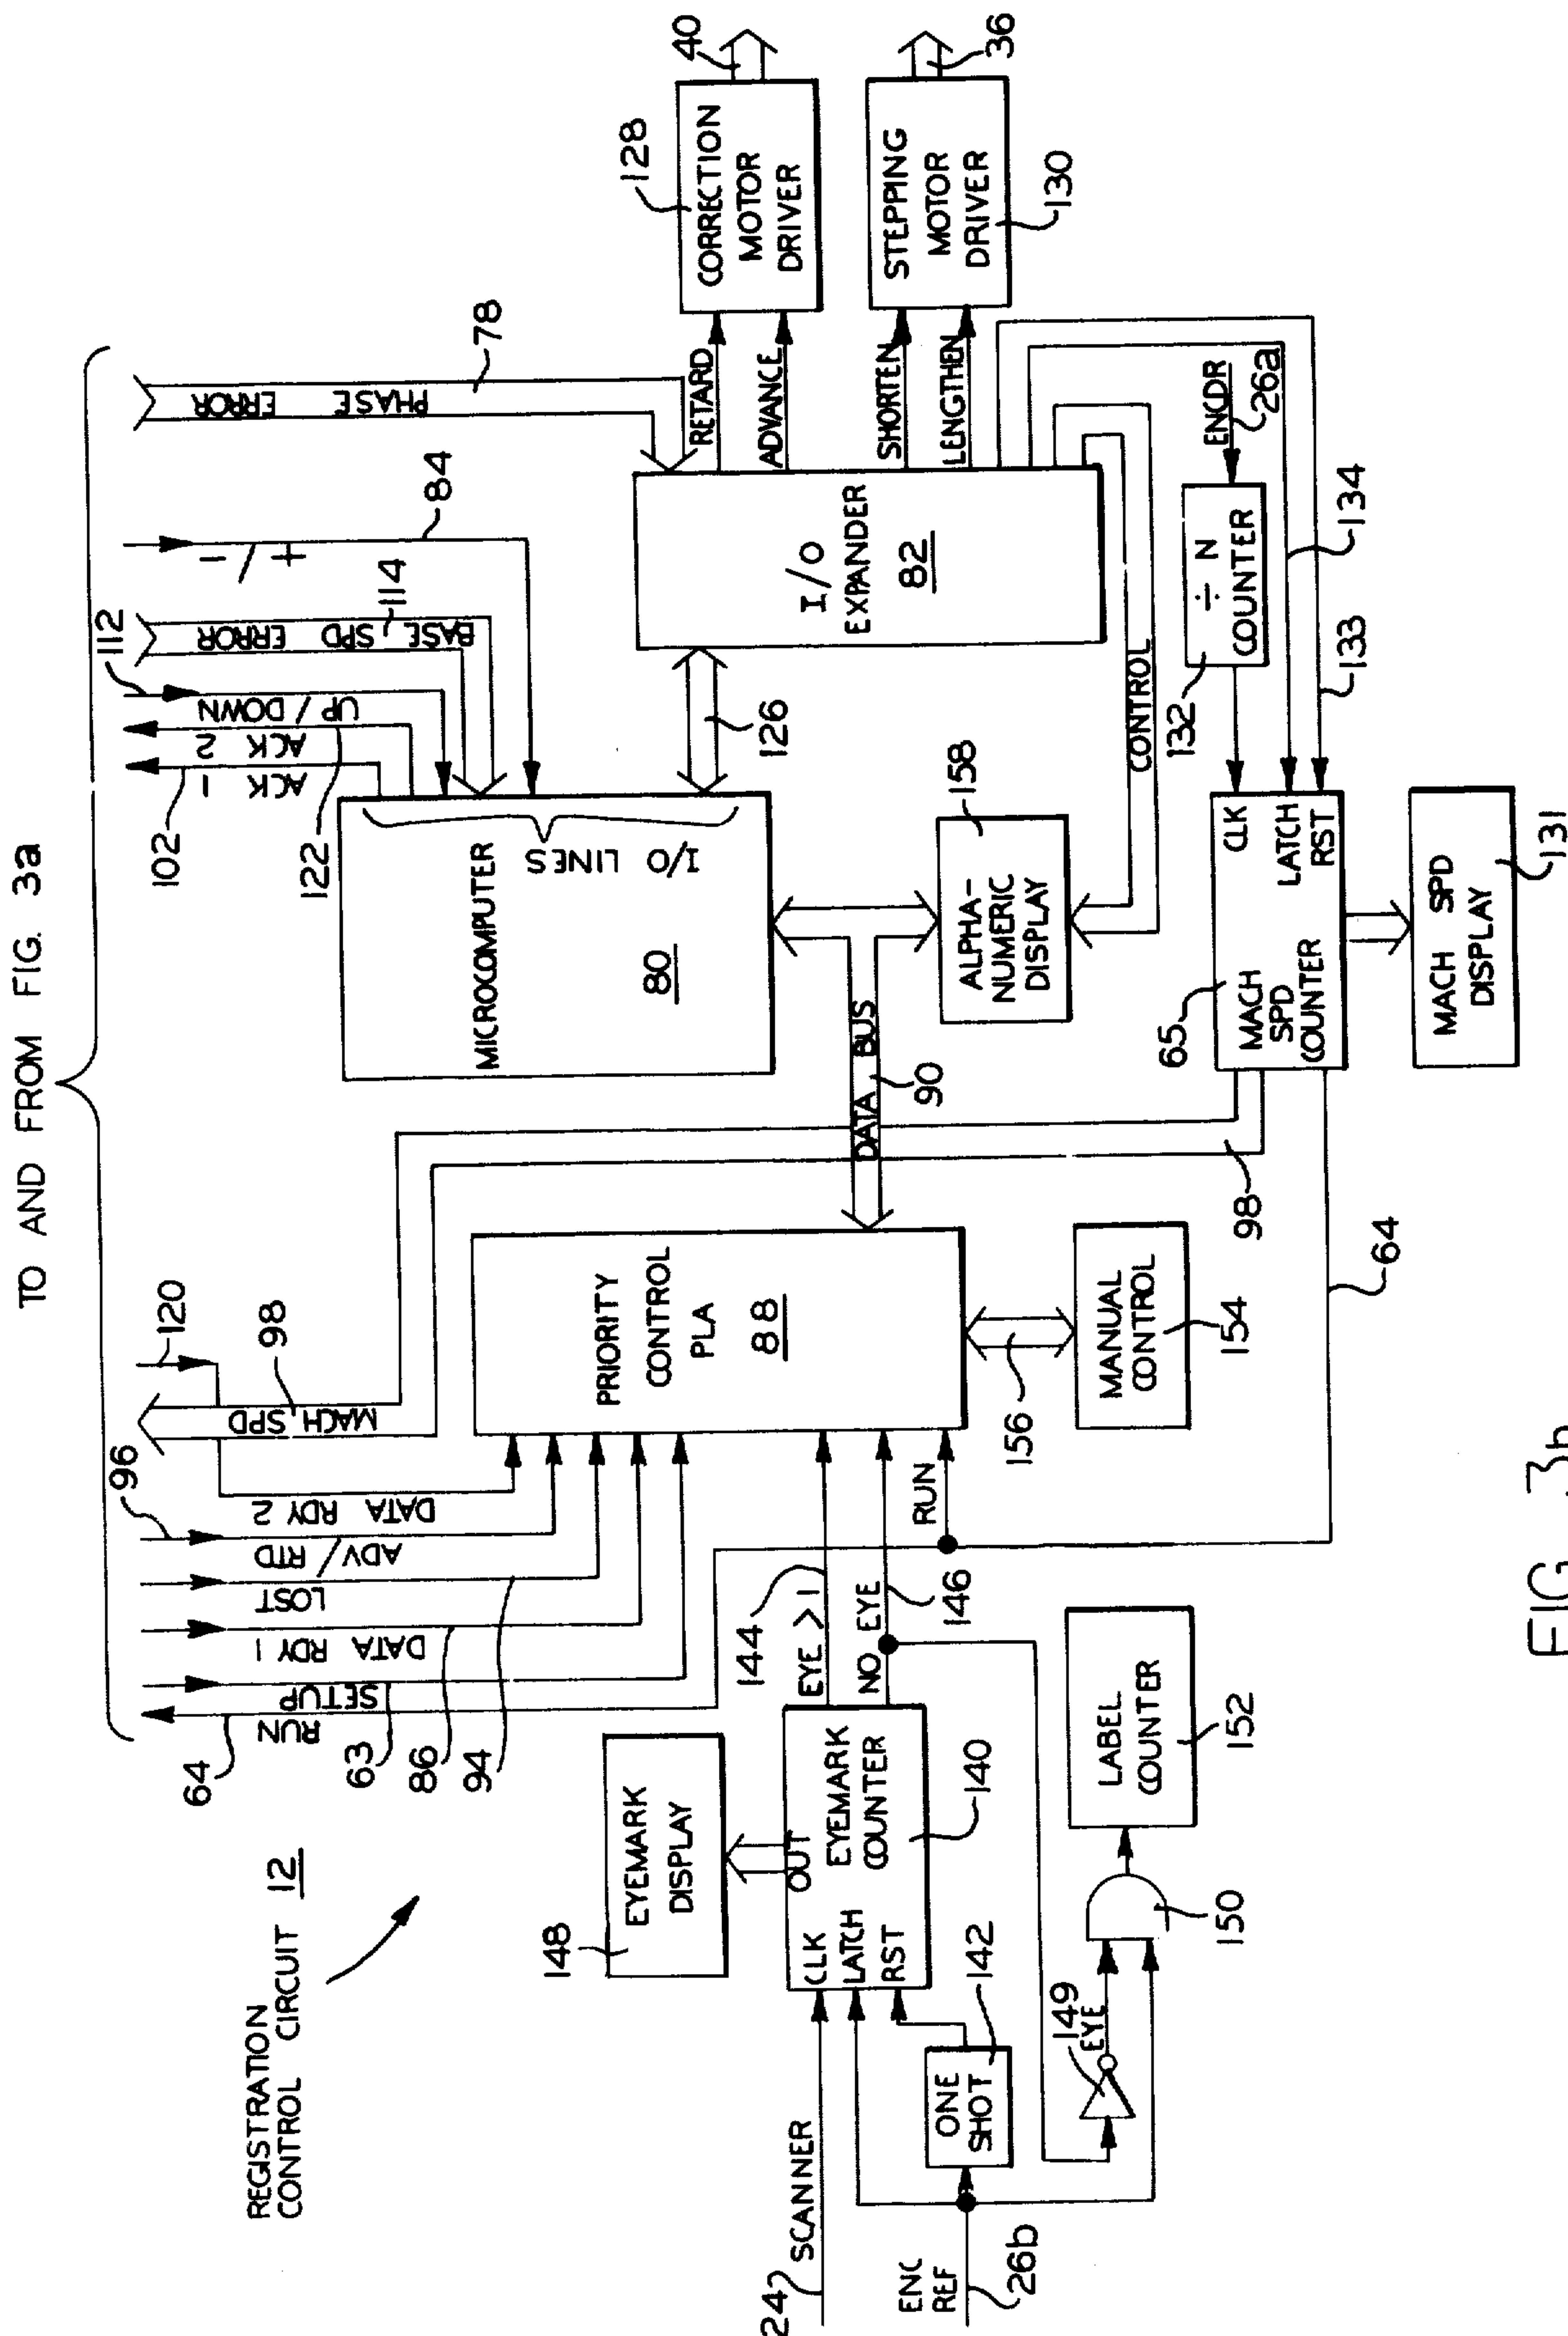 TO AND FROM FIG. 3a
REGISTRATION
CONTROL CIRCUIT 12
64
RUN
63
SETUP
86
DATA RDY 1
94
LOST
96
ADV/RTD
DATA RDY 2
120
MACH SPD
98
102
ACK 1
122
ACK 2
112
UP/DOWN
BASE SPD ERROR
114
+/-
84
PHASE ERROR
78
148
EYEMARK
DISPLAY
24
SCANNER
ENC
REF
26b
ONE
SHOT
142
CLK
LATCH
RST
OUT
EYEMARK
COUNTER
140
144
EYE > 1
NO EYE
146
RUN
149
EYE
150
LABEL
COUNTER
152
PRIORITY
CONTROL
PLA
88
156
MANUAL
CONTROL
154
DATA BUS
90
MICROCOMPUTER
80
I/O LINES
126
I/O
EXPANDER
82
ALPHA-
NUMERIC
DISPLAY
158
CONTROL
RETARD
ADVANCE
128
CORRECTION
MOTOR
DRIVER
40
SHORTEN
LENGTHEN
STEPPING
MOTOR
DRIVER
130
36
ENCDR
26a
÷ N
COUNTER
132
134
133
65
MACH
SPD
COUNTER
CLK
LATCH
RST
98
64
MACH SPD
DISPLAY
131
FIG. 3b